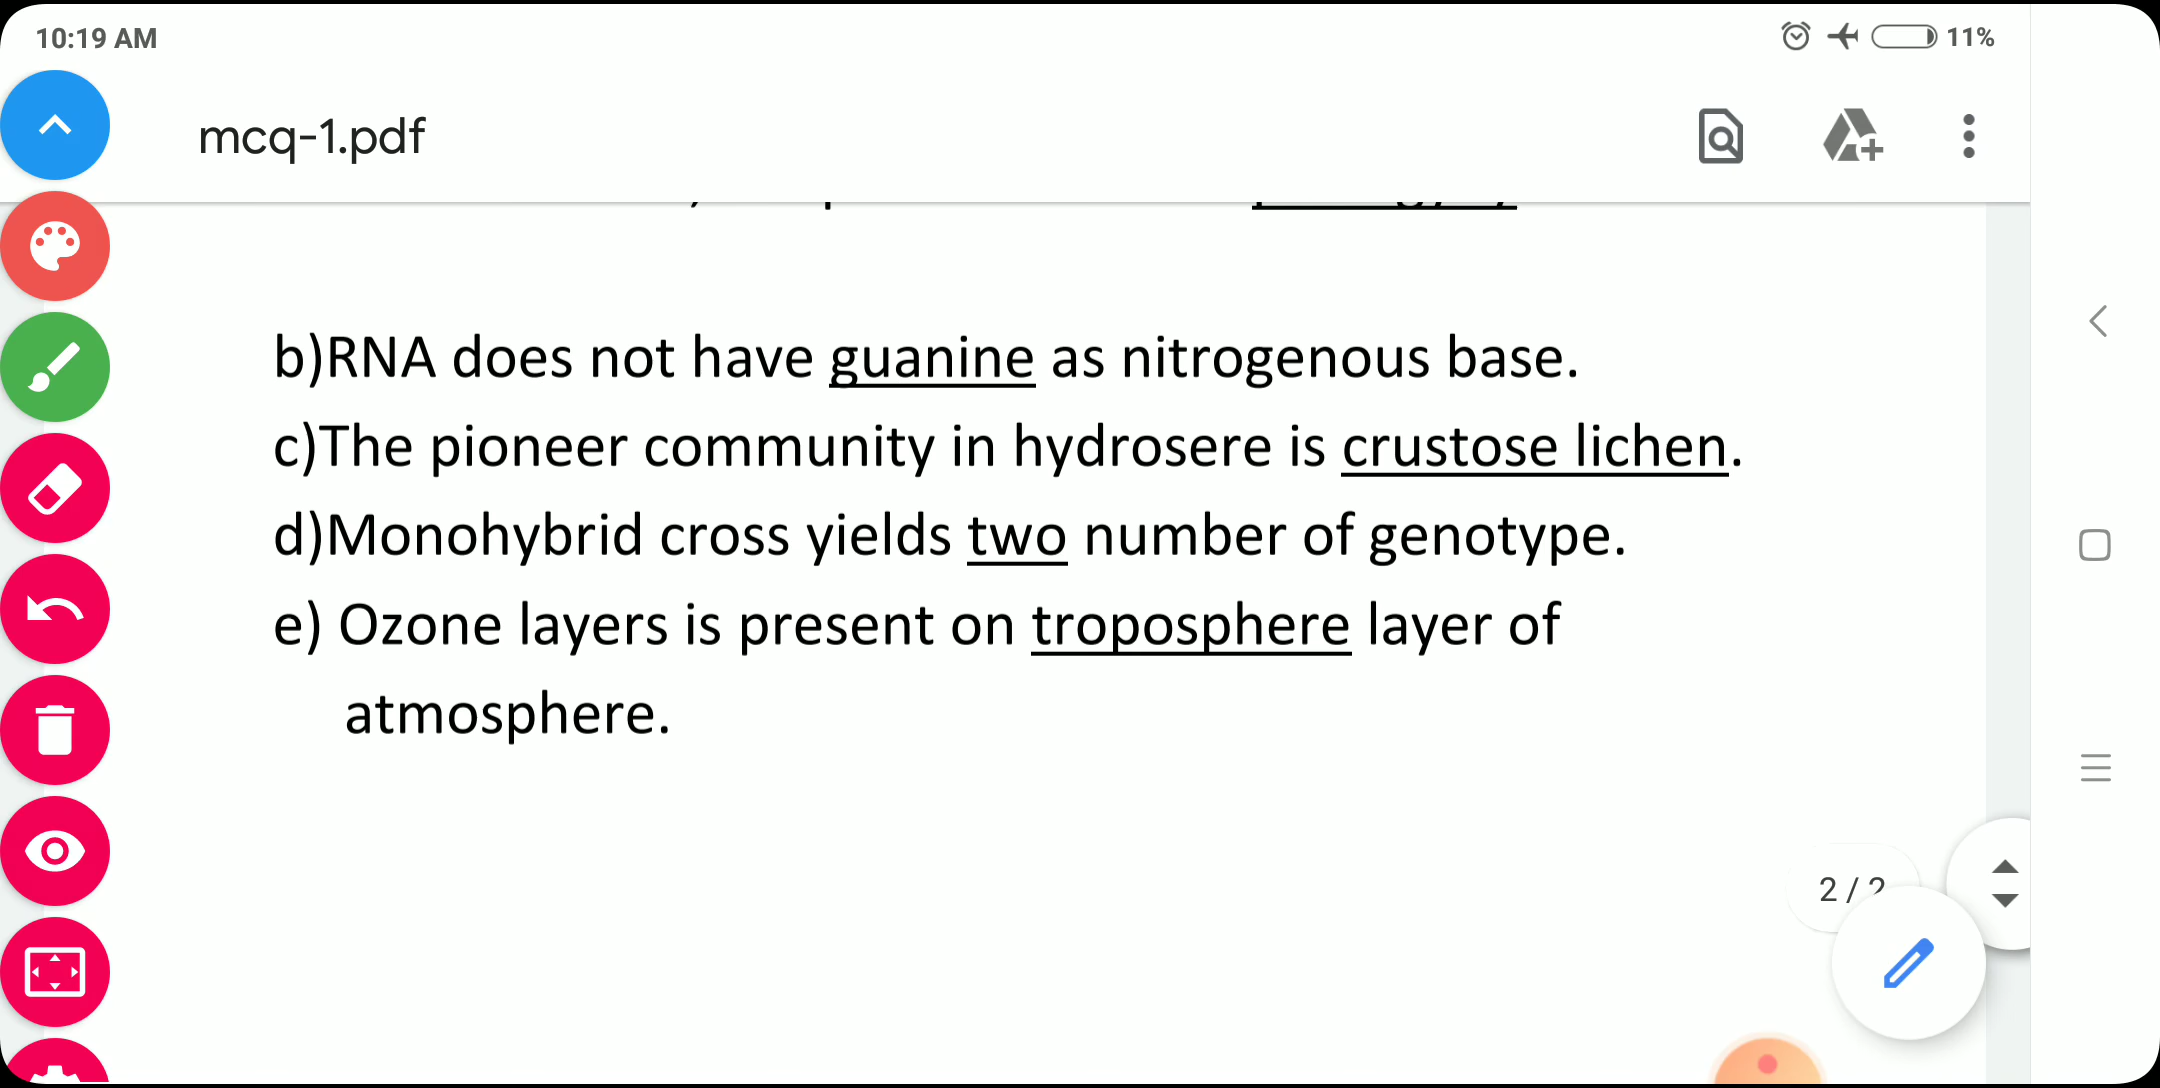 10:19 AM
11%
mcq-1.pdf
b)RNA does not have guanine as nitrogenous base.
c)The pioneer community in hydrosere is crustose lichen.
d)Monohybrid cross yields two number of genotype.
e) Ozone layers is present on troposphere layer of
atmosphere.
2 / 2